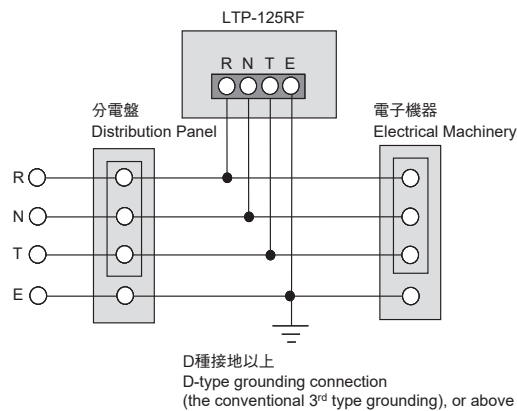 LTP-125RF
R N T E
分電盤
Distribution Panel
電子機器
Electrical Machinery
R
N
T
E
D種接地以上
D-type grounding connection
(the conventional 3rd type grounding), or above